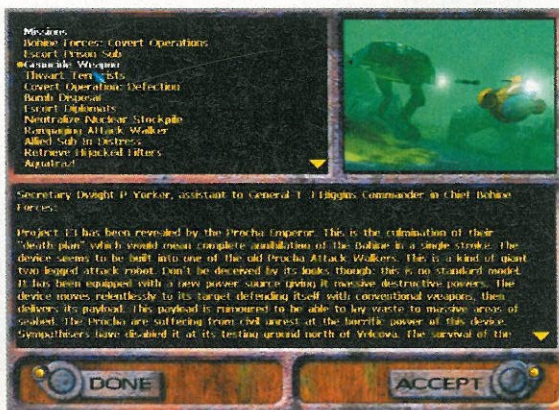 Missions
Bohine Forces: Covert Operations
Escort Prison Sub
Genocide Weapon
Thwart Terrorists
Covert Operation: Defection
Bomb Disposal
Escort Diplomats
Neutralize Nuclear Stockpile
Rampaging Attack Walker
Allied Sub In Distress
Retrieve Hijacked Lifters
Aquatraz!
Secretary Dwight P Yorker, assistant to General T J Higgins Commander in Chief Bohine
Forces:
Project E3 has been revealed by the Procha Emperor. This is the culmination of their
"death plan" which would mean complete annihilation of the Bohine in a single stroke. The
device seems to be built into one of the old Procha Attack Walkers. This is a kind of giant
two legged attack robot. Don't be deceived by its looks though: this is no standard model.
It has been equipped with a new power source giving it massive destructive powers. The
device moves relentlessly to its target defending itself with conventional weapons, then
delivers its payload. This payload is rumoured to be able to lay waste to massive areas of
seabed. The Procha are suffering from civil unrest at the horrific power of this device.
Sympathisers have disabled it at its testing ground north of Velcova. The survival of the
DONE
ACCEPT